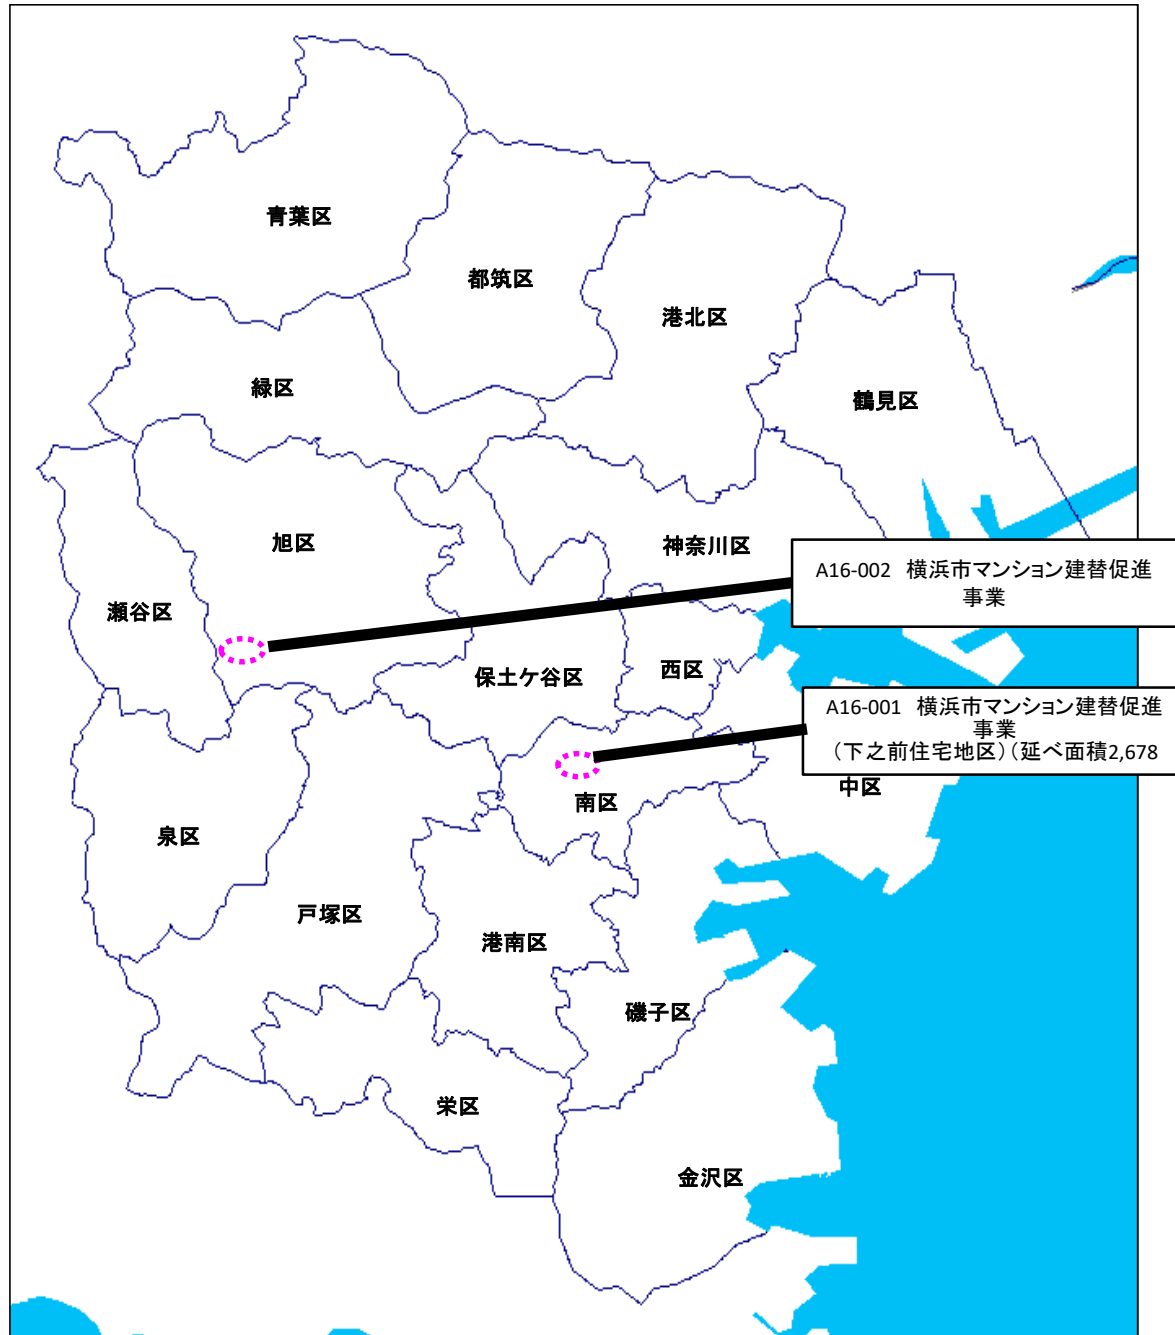 青葉区
都筑区
港北区
緑区
鶴見区
旭区
神奈川区
A16-002 横浜市マンション建替促進
事業
瀬谷区
保土ケ谷区
西区
A16-001 横浜市マンション建替促進
事業
（下之前住宅地区）（延べ面積2,678
中区
南区
泉区
戸塚区
港南区
磯子区
栄区
金沢区